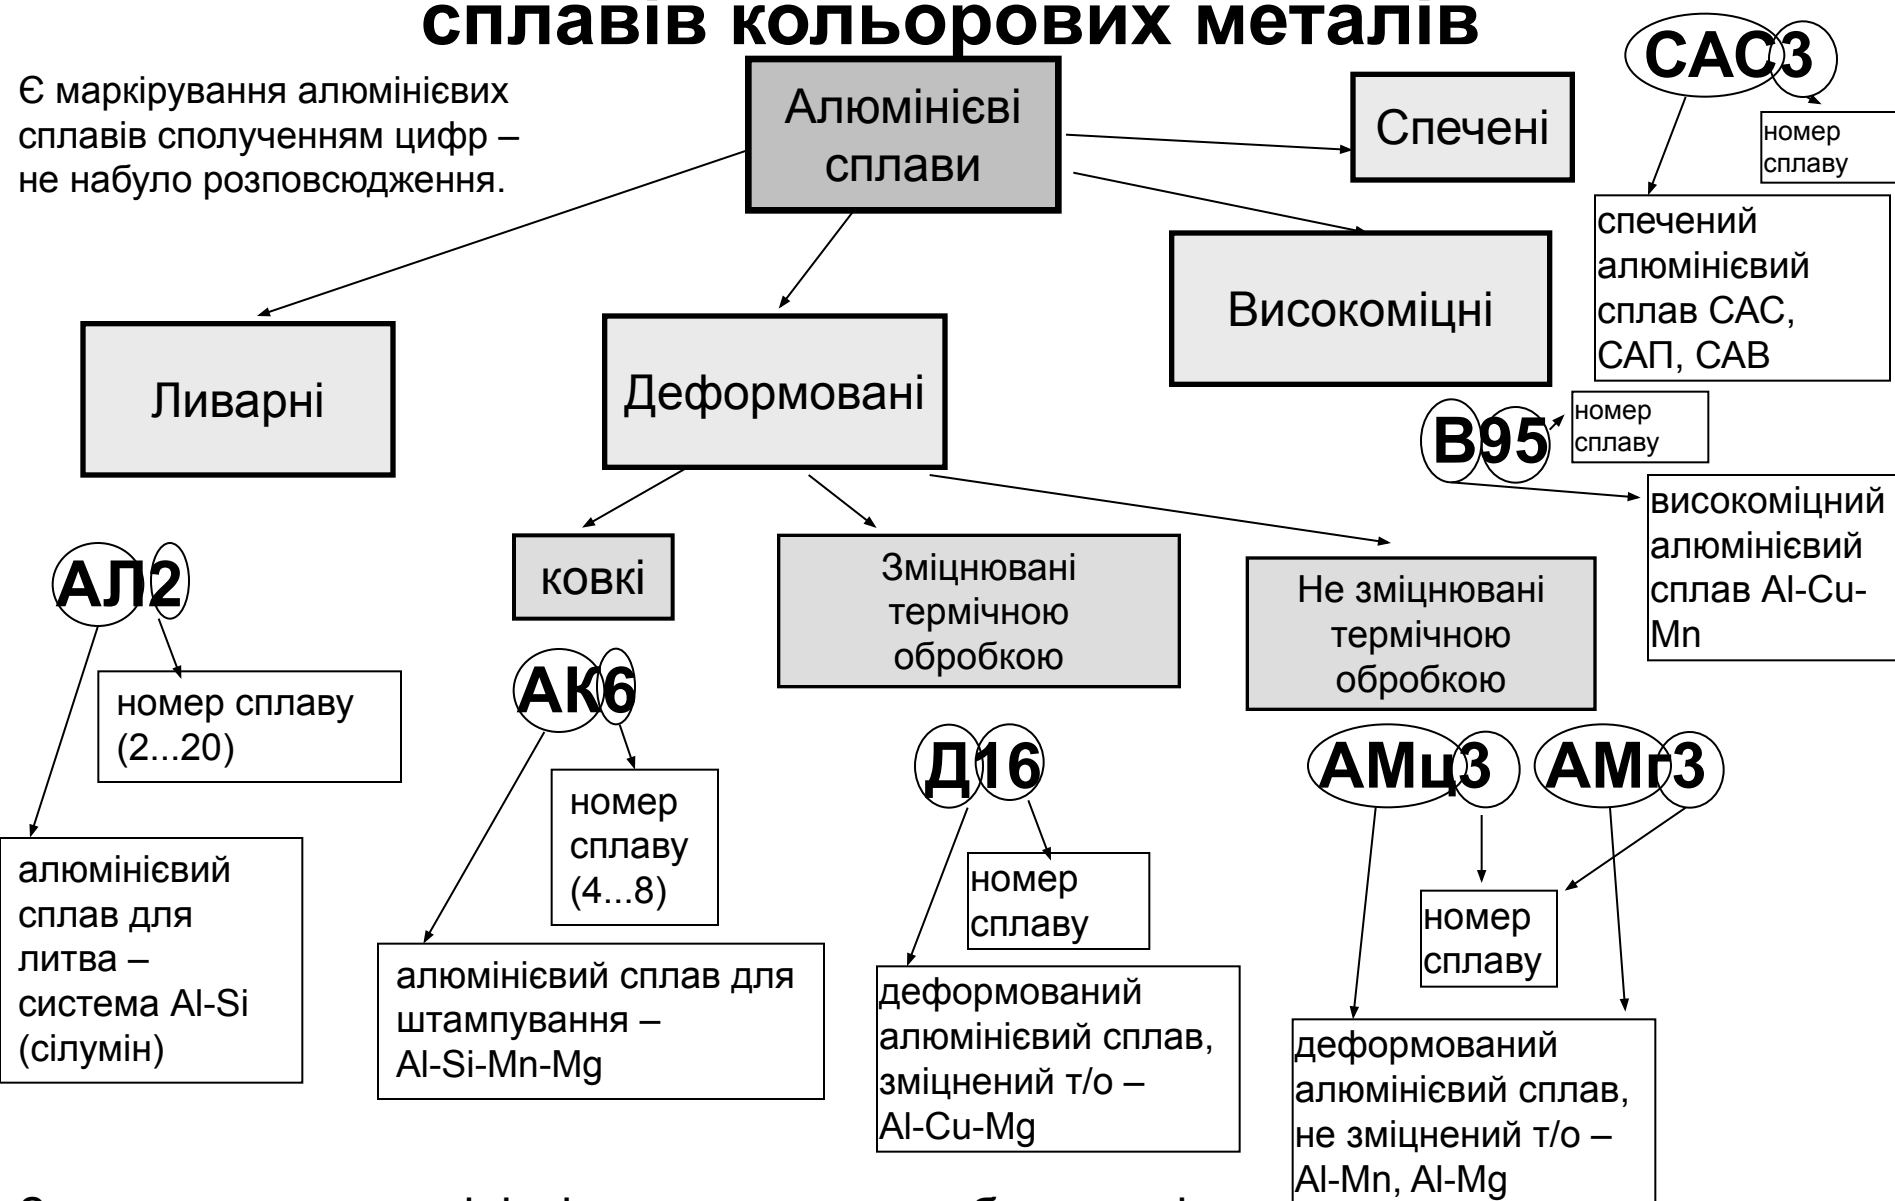 сплавів кольорових металів
Є маркірування алюмінієвих
сплавів сполученням цифр –
не набуло розповсюдження.
Алюмінієві
сплави
Спечені
САС3
номер
сплаву
спечений
алюмінієвий
сплав САС,
САП, САВ
Високоміцні
Ливарні
Деформовані
В95
номер
сплаву
високоміцний
алюмінієвий
сплав Al-Cu-
Mn
ковкі
Зміцнювані
термічною
обробкою
Не зміцнювані
термічною
обробкою
АЛ2
номер сплаву
(2...20)
алюмінієвий
сплав для
литва –
система Al-Si
(сілумін)
АК6
номер
сплаву
(4...8)
алюмінієвий сплав для
штампування –
Al-Si-Mn-Mg
Д16
номер
сплаву
деформований
алюмінієвий сплав,
зміцнений т/о –
Al-Cu-Mg
АМц3
АМг3
номер
сплаву
деформований
алюмінієвий сплав,
не зміцнений т/о –
Al-Mn, Al-Mg